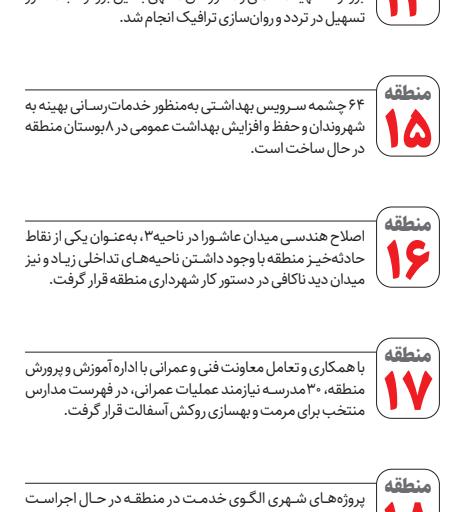 تسهیل در تردد و روان‌سازی ترافیک انجام شد.
منطقه
۱۵
۶۴ چشمه سرویس بهداشتی به‌منظور خدمات‌رسانی بهینه به
شهروندان و حفظ و افزایش بهداشت عمومی در ۸بوستان منطقه
در حال ساخت است.
منطقه
۱۶
اصلاح هندسی میدان عاشورا در ناحیه۳، به‌عنوان یکی از نقاط
حادثه‌خیز منطقه با وجود داشتن ناحیه‌های تداخلی زیاد و نیز
میدان دید ناکافی در دستور کار شهرداری منطقه قرار گرفت.
منطقه
۱۷
با همکاری و تعامل معاونت فنی و عمرانی با اداره آموزش و پرورش
منطقه، ۳۰مدرسه نیازمند عملیات عمرانی، در فهرست مدارس
منتخب برای مرمت و بهسازی روکش آسفالت قرار گرفت.
منطقه
۱۸
پروژه‌های شهری الگوی خدمت در منطقه در حال اجراست